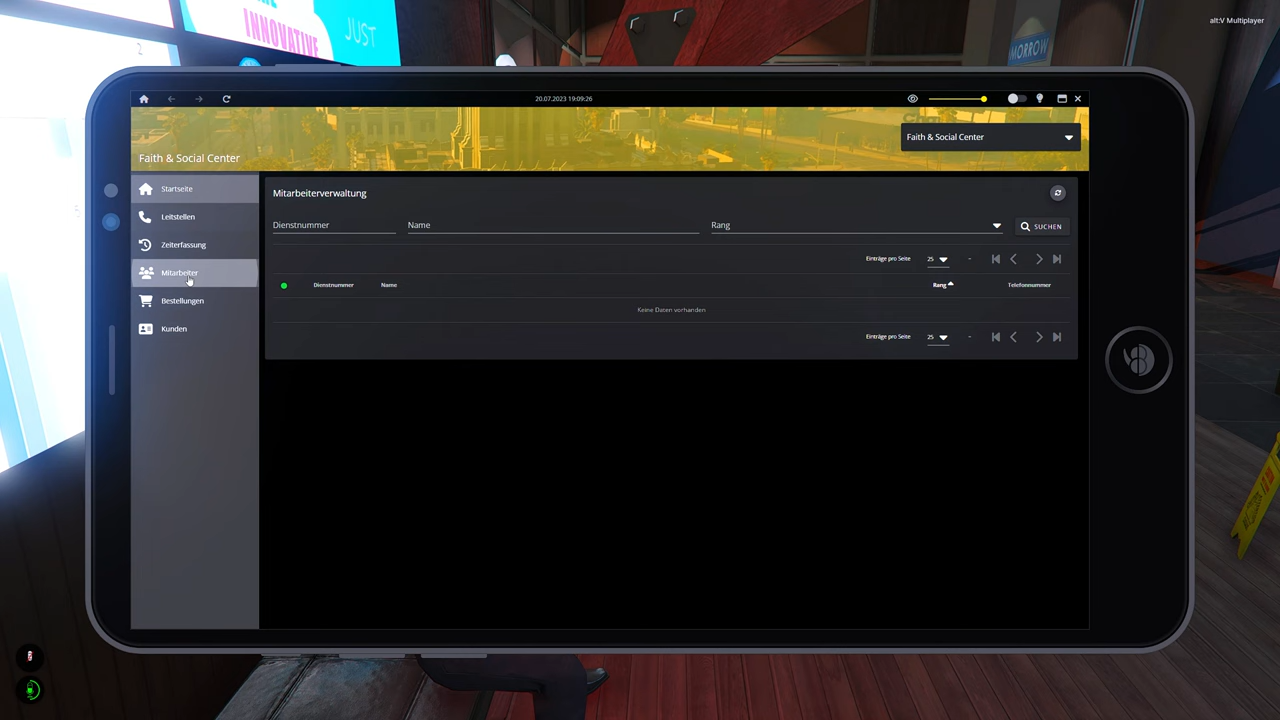 alt:V Multiplayer
INNOVATIVE
JUST
2
20.07.2023 19:09:26
Faith & Social Center
Faith & Social Center
Startseite
Leitstellen
Zeiterfassung
Mitarbeiter
Bestellungen
Kunden
Mitarbeiterverwaltung
Dienstnummer
Name
Rang
SUCHEN
Einträge pro Seite 25 -
Dienstnummer Name Rang Telefonnummer
Keine Daten vorhanden
Einträge pro Seite 25 -